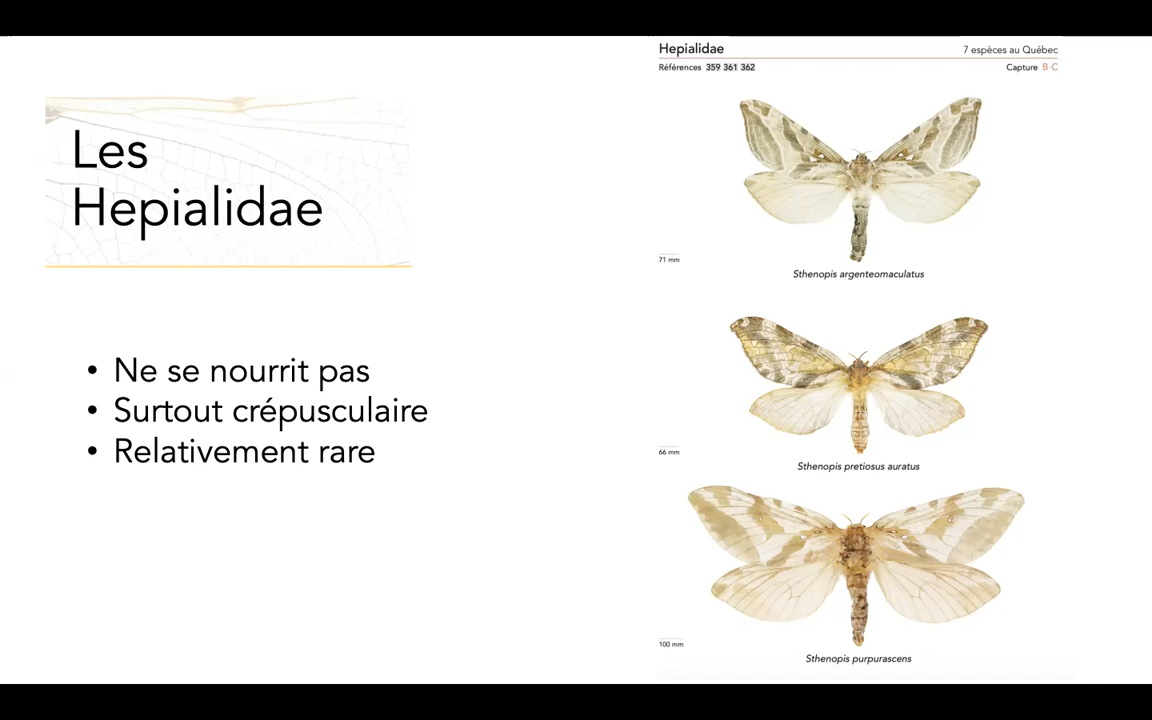 Les
Hepialidae
• Ne se nourrit pas
• Surtout crépusculaire
• Relativement rare
Hepialidae 7 espèces au Québec
Références 359 361 362 Capture B C
71 mm
Sthenopis argenteomaculatus
66 mm
Sthenopis pretiosus auratus
100 mm
Sthenopis purpurascens